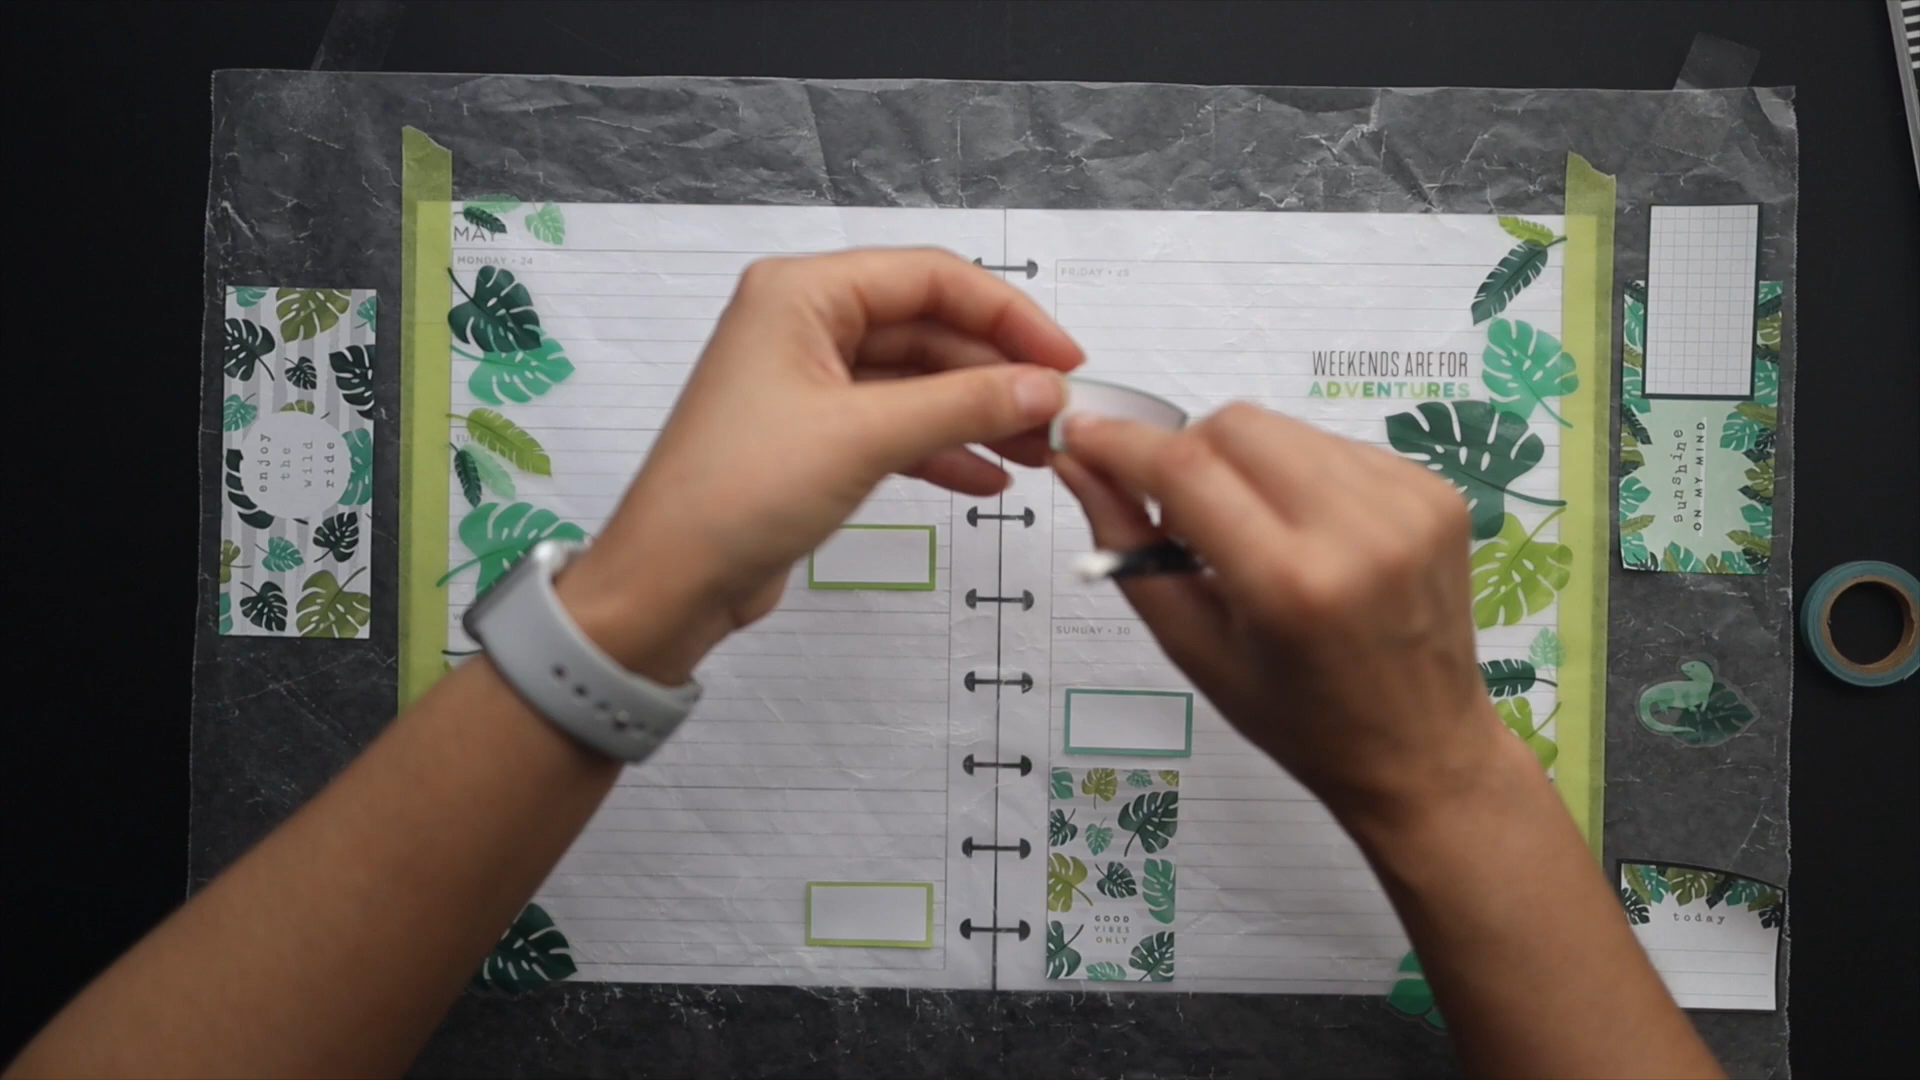 MAY
MONDAY • 24
enjoy
the
wild
ride
FRIDAY • 25
WEEKENDS ARE FOR
ADVENTURES
SUNDAY • 30
GOOD
VIBES
ONLY
sunshine
ON MY MIND
today